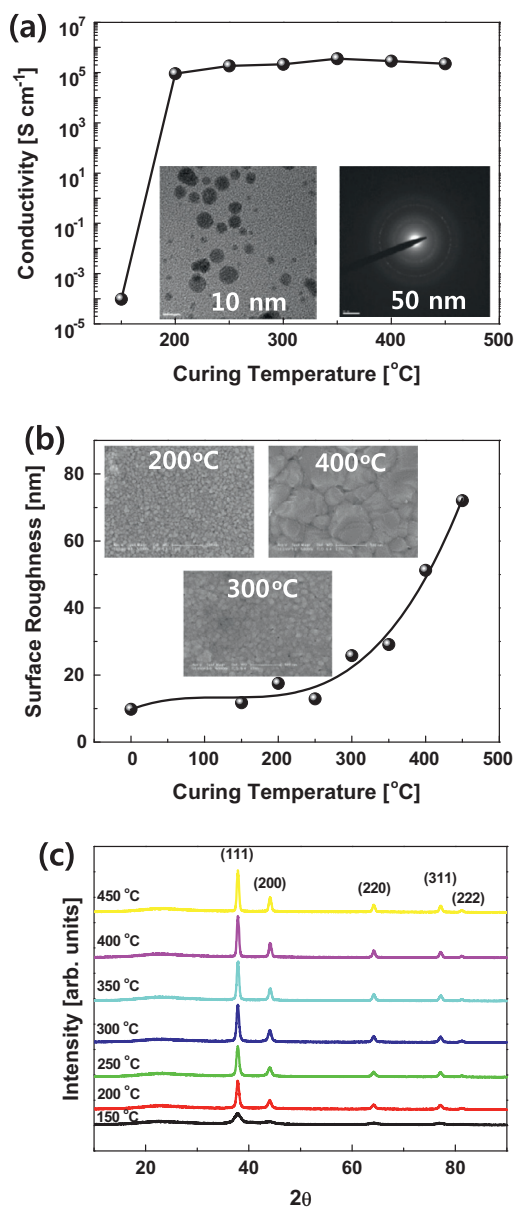 (a)
10^7
10^5
10^3
10^1
10^-1
10^-3
10^-4
10^-5
Conductivity [S cm^-1]
10 nm
50 nm
200
300
400
500
Curing Temperature [°C]
(b)
80
60
40
20
0
Surface Roughness [nm]
200°C
400°C
300°C
0
100
200
300
400
500
Curing Temperature [°C]
(c)
(111)
(200)
(220)
(311)
(222)
450 °C
400 °C
350 °C
300 °C
250 °C
200 °C
150 °C
Intensity [arb. units]
20
40
60
80
2θ